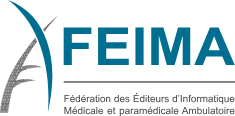 FEIMA
Fédération des Éditeurs d'Informatique
Médicale et paramédicale Ambulatoire